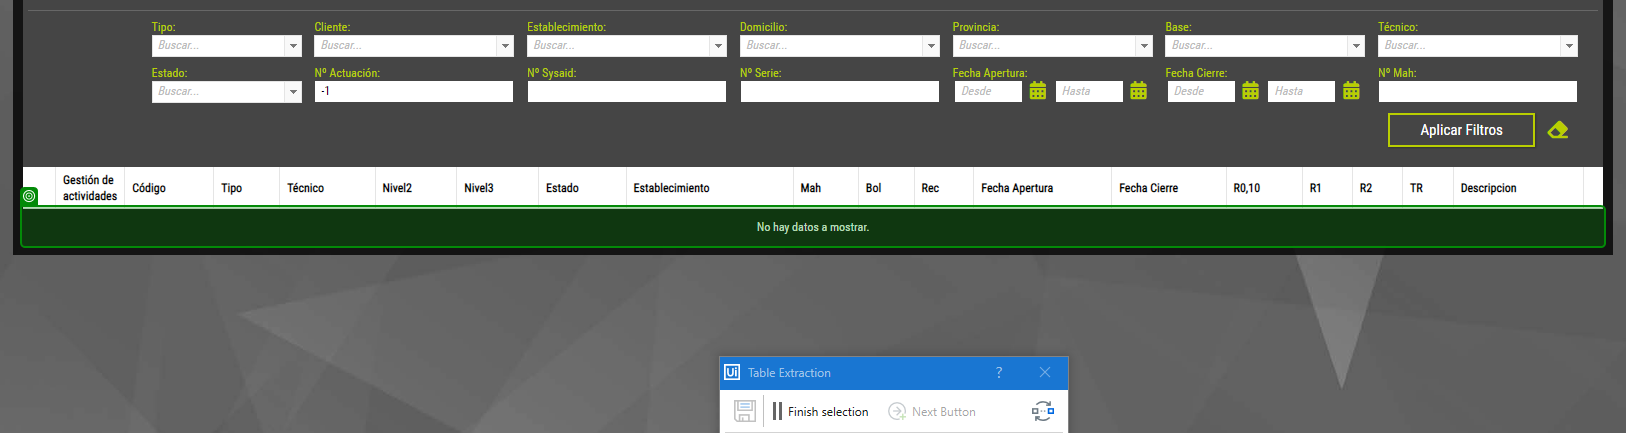 Tipo: Cliente: Establecimiento: Domicilio: Provincia: Base: Técnico:
Buscar... Buscar... Buscar... Buscar... Buscar... Buscar... Buscar...
Estado: Nº Actuación: Nº Sysaid: Nº Serie: Fecha Apertura: Fecha Cierre: Nº Mah:
Buscar... -1 Desde Hasta Desde Hasta
Aplicar Filtros
Gestión de actividades Código Tipo Técnico Nivel2 Nivel3 Estado Establecimiento Mah Bol Rec Fecha Apertura Fecha Cierre R0,10 R1 R2 TR Descripcion
No hay datos a mostrar.
Ui Table Extraction ?
Finish selection Next Button